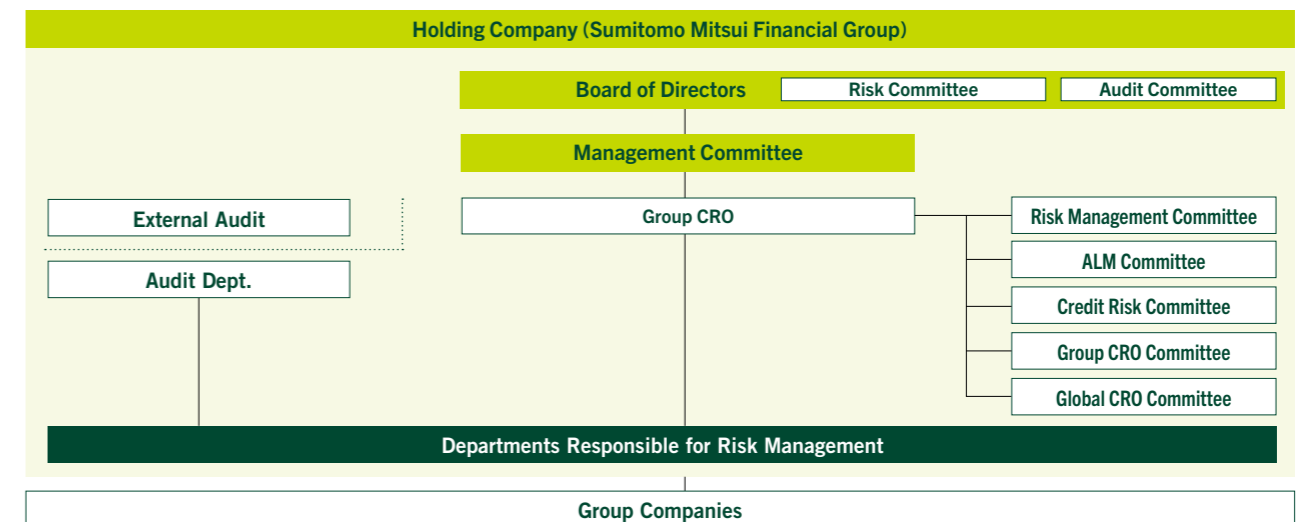 Holding Company (Sumitomo Mitsui Financial Group)
Board of Directors
Risk Committee
Audit Committee
Management Committee
External Audit
Group CRO
Risk Management Committee
Audit Dept.
ALM Committee
Credit Risk Committee
Group CRO Committee
Global CRO Committee
Departments Responsible for Risk Management
Group Companies